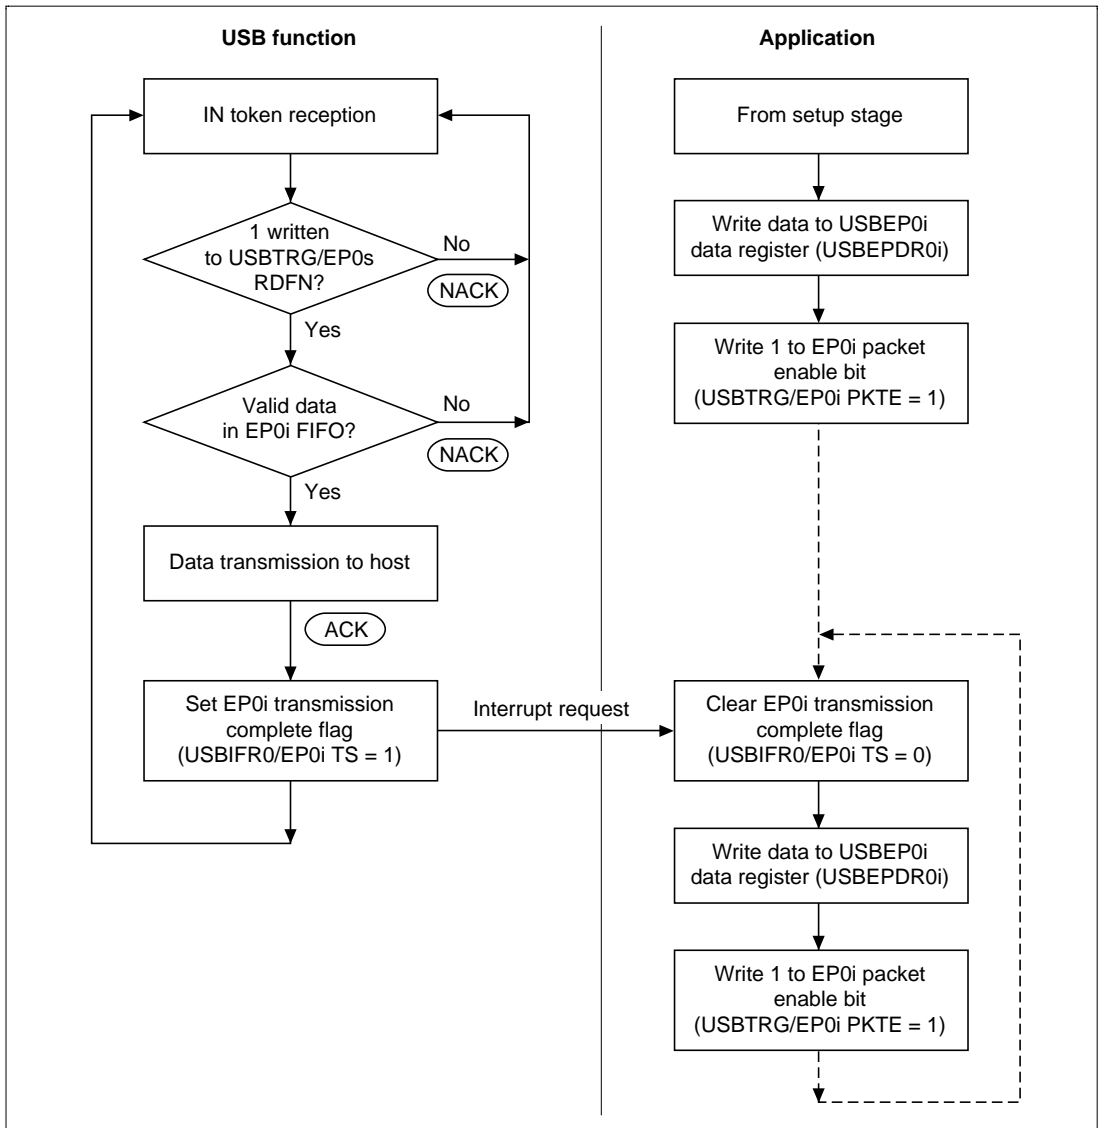 USB function
IN token reception
1 written
to USBTRG/EP0s
RDFN?
No
NACK
Yes
Valid data
in EP0i FIFO?
No
NACK
Yes
Data transmission to host
ACK
Set EP0i transmission
complete flag
(USBIFR0/EP0i TS = 1)
Interrupt request
Application
From setup stage
Write data to USBEP0i
data register (USBEPDR0i)
Write 1 to EP0i packet
enable bit
(USBTRG/EP0i PKTE = 1)
Clear EP0i transmission
complete flag
(USBIFR0/EP0i TS = 0)
Write data to USBEP0i
data register (USBEPDR0i)
Write 1 to EP0i packet
enable bit
(USBTRG/EP0i PKTE = 1)